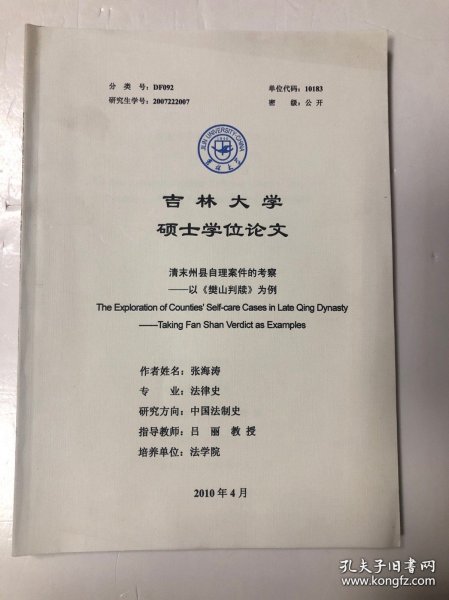 分 类 号：DF092
单位代码：10183
研究生学号：2007222007
密 级：公 开
JILIN UNIVERSITY CHINA
吉 林 大 学
硕士学位论文
清末州县自理案件的考察
——以《樊山判牍》为例
The Exploration of Counties' Self-care Cases in Late Qing Dynasty
——Taking Fan Shan Verdict as Examples
作者姓名：张海涛
专 业：法律史
研究方向：中国法制史
指导教师：吕 丽 教 授
培养单位：法学院
2010 年 4 月
孔夫子旧书网
www.kongfz.com